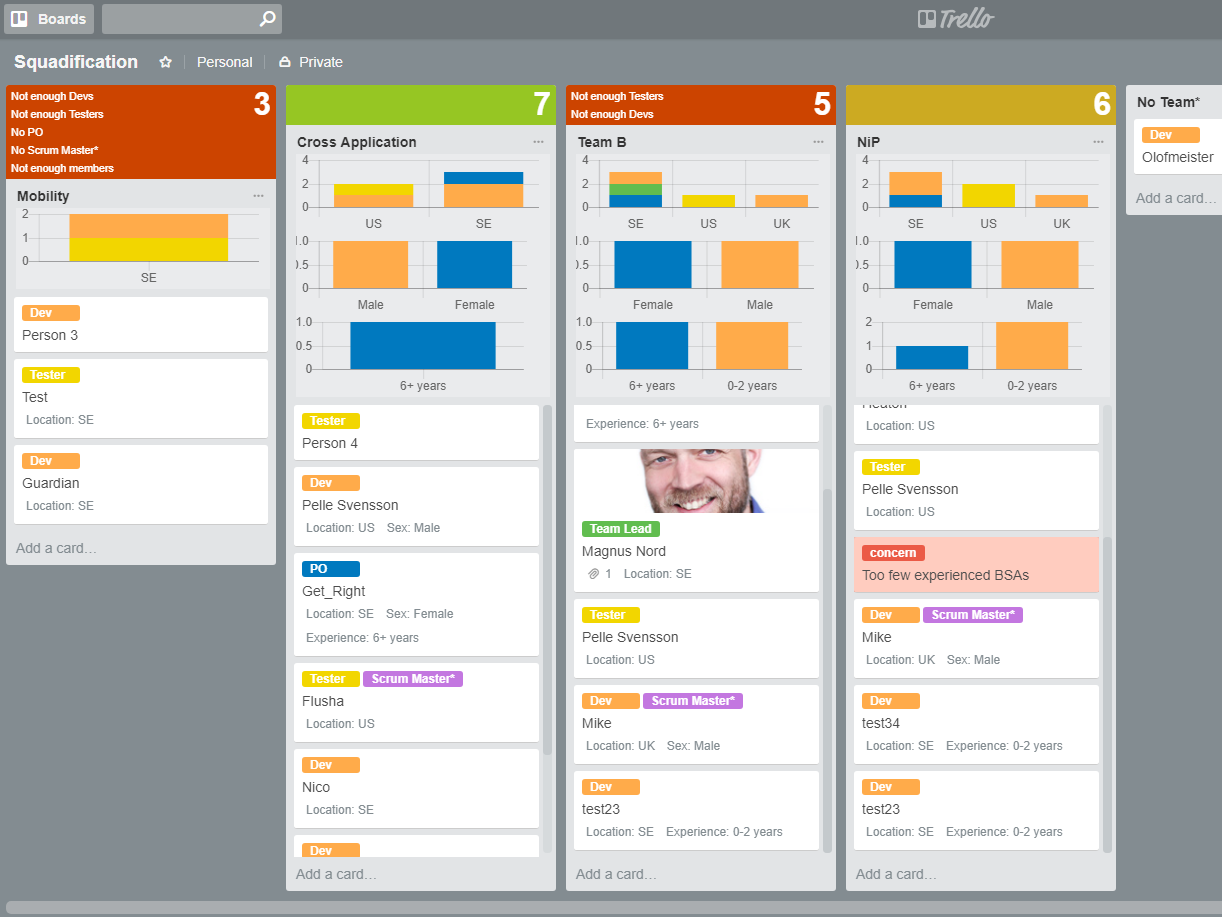 Boards
Trello
Squadification
Personal
Private
Not enough Devs
Not enough Testers
No PO
No Scrum Master*
Not enough members
3
Mobility
2
1
0
SE
Dev
Person 3
Tester
Test
Location: SE
Dev
Guardian
Location: SE
Add a card…
7
Cross Application
4
2
0
US SE
1.0
0.5
0
Male Female
1.0
0.5
0
6+ years
Tester
Person 4
Dev
Pelle Svensson
Location: US Sex: Male
PO
Get_Right
Location: SE Sex: Female
Experience: 6+ years
Tester Scrum Master*
Flusha
Location: US
Dev
Nico
Location: SE
Dev
Add a card…
Not enough Testers
Not enough Devs
5
Team B
4
2
0
SE US UK
1.0
0.5
0
Female Male
1.0
0.5
0
6+ years 0-2 years
Experience: 6+ years
Team Lead
Magnus Nord
1 Location: SE
Tester
Pelle Svensson
Location: US
Dev Scrum Master*
Mike
Location: UK Sex: Male
Dev
test23
Location: SE Experience: 0-2 years
Add a card…
6
NiP
4
2
0
SE US UK
1.0
0.5
0
Female Male
2
1
0
6+ years 0-2 years
Location: US
Tester
Pelle Svensson
Location: US
concern
Too few experienced BSAs
Dev Scrum Master*
Mike
Location: UK Sex: Male
Dev
test34
Location: SE Experience: 0-2 years
Dev
test23
Location: SE Experience: 0-2 years
Add a card…
No Team*
Dev
Olofmeister
Add a card…